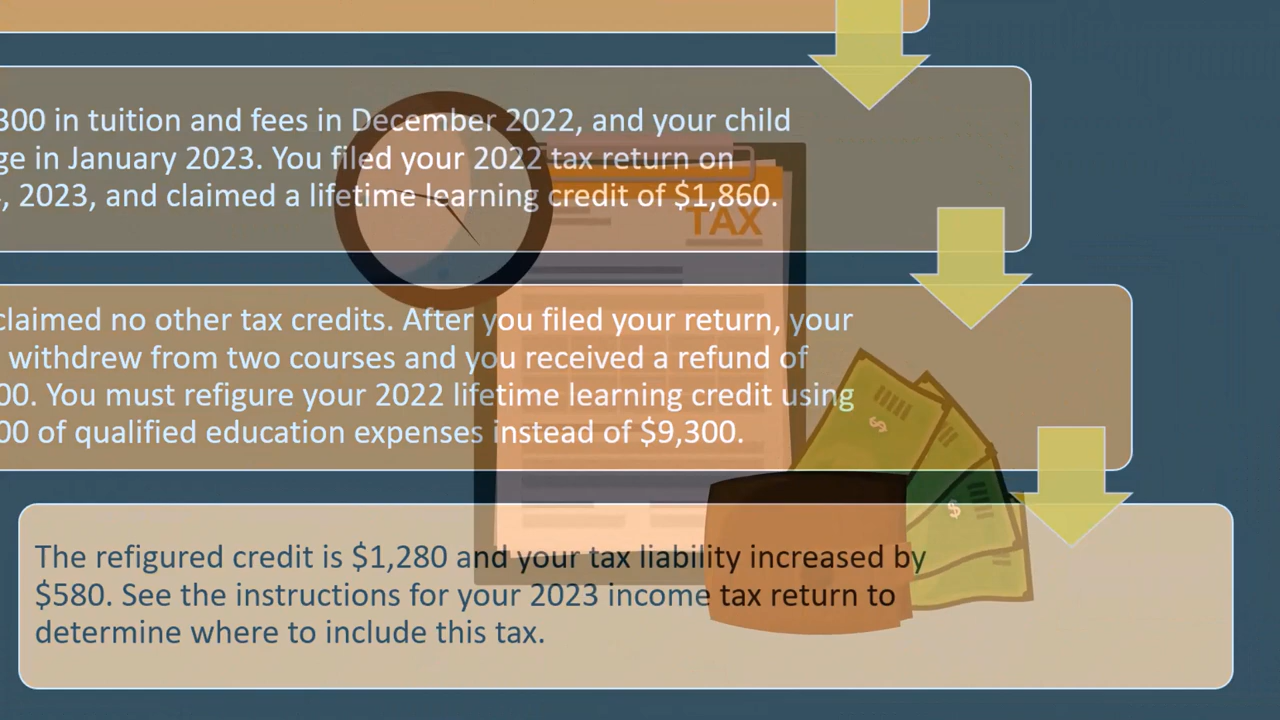 300 in tuition and fees in December 2022, and your child
ge in January 2023. You filed your 2022 tax return on
, 2023, and claimed a lifetime learning credit of $1,860.
TAX
claimed no other tax credits. After you filed your return, your
withdrew from two courses and you received a refund of
00. You must refigure your 2022 lifetime learning credit using
00 of qualified education expenses instead of $9,300.
The refigured credit is $1,280 and your tax liability increased by
$580. See the instructions for your 2023 income tax return to
determine where to include this tax.